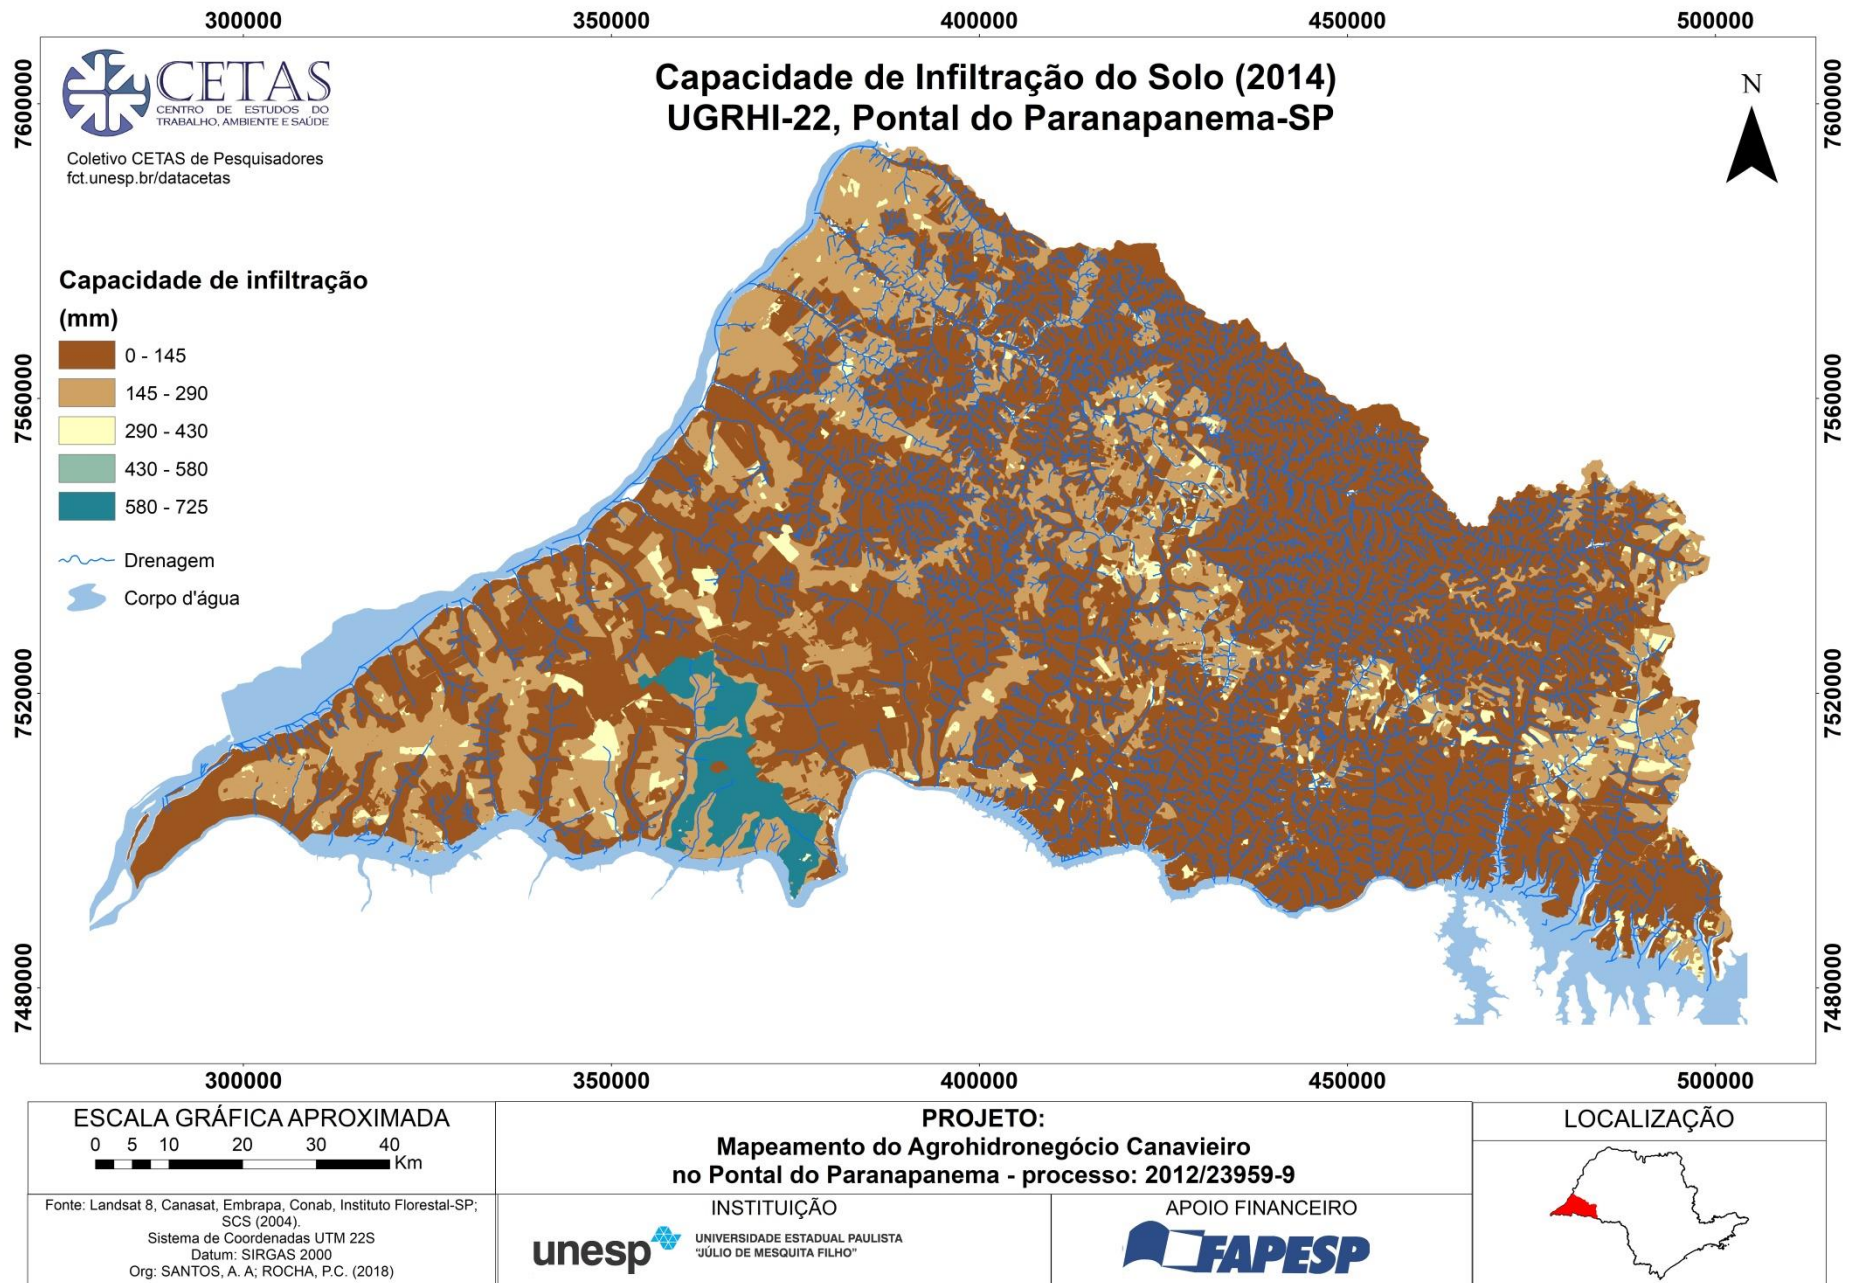 300000 350000 400000 450000 500000
7600000
7560000
7520000
7480000
CETAS
CENTRO DE ESTUDOS DO
TRABALHO, AMBIENTE E SAÚDE
Coletivo CETAS de Pesquisadores
fct.unesp.br/datacetas
Capacidade de Infiltração do Solo (2014)
UGRHI-22, Pontal do Paranapanema-SP
N
Capacidade de infiltração
(mm)
0 - 145
145 - 290
290 - 430
430 - 580
580 - 725
Drenagem
Corpo d'água
7600000
7560000
7520000
7480000
300000 350000 400000 450000 500000
ESCALA GRÁFICA APROXIMADA
0 5 10 20 30 40
Km
Fonte: Landsat 8, Canasat, Embrapa, Conab, Instituto Florestal-SP;
SCS (2004).
Sistema de Coordenadas UTM 22S
Datum: SIRGAS 2000
Org: SANTOS, A. A; ROCHA, P.C. (2018)
PROJETO:
Mapeamento do Agrohidronegócio Canavieiro
no Pontal do Paranapanema - processo: 2012/23959-9
INSTITUIÇÃO
unesp
UNIVERSIDADE ESTADUAL PAULISTA
"JÚLIO DE MESQUITA FILHO"
APOIO FINANCEIRO
FAPESP
LOCALIZAÇÃO